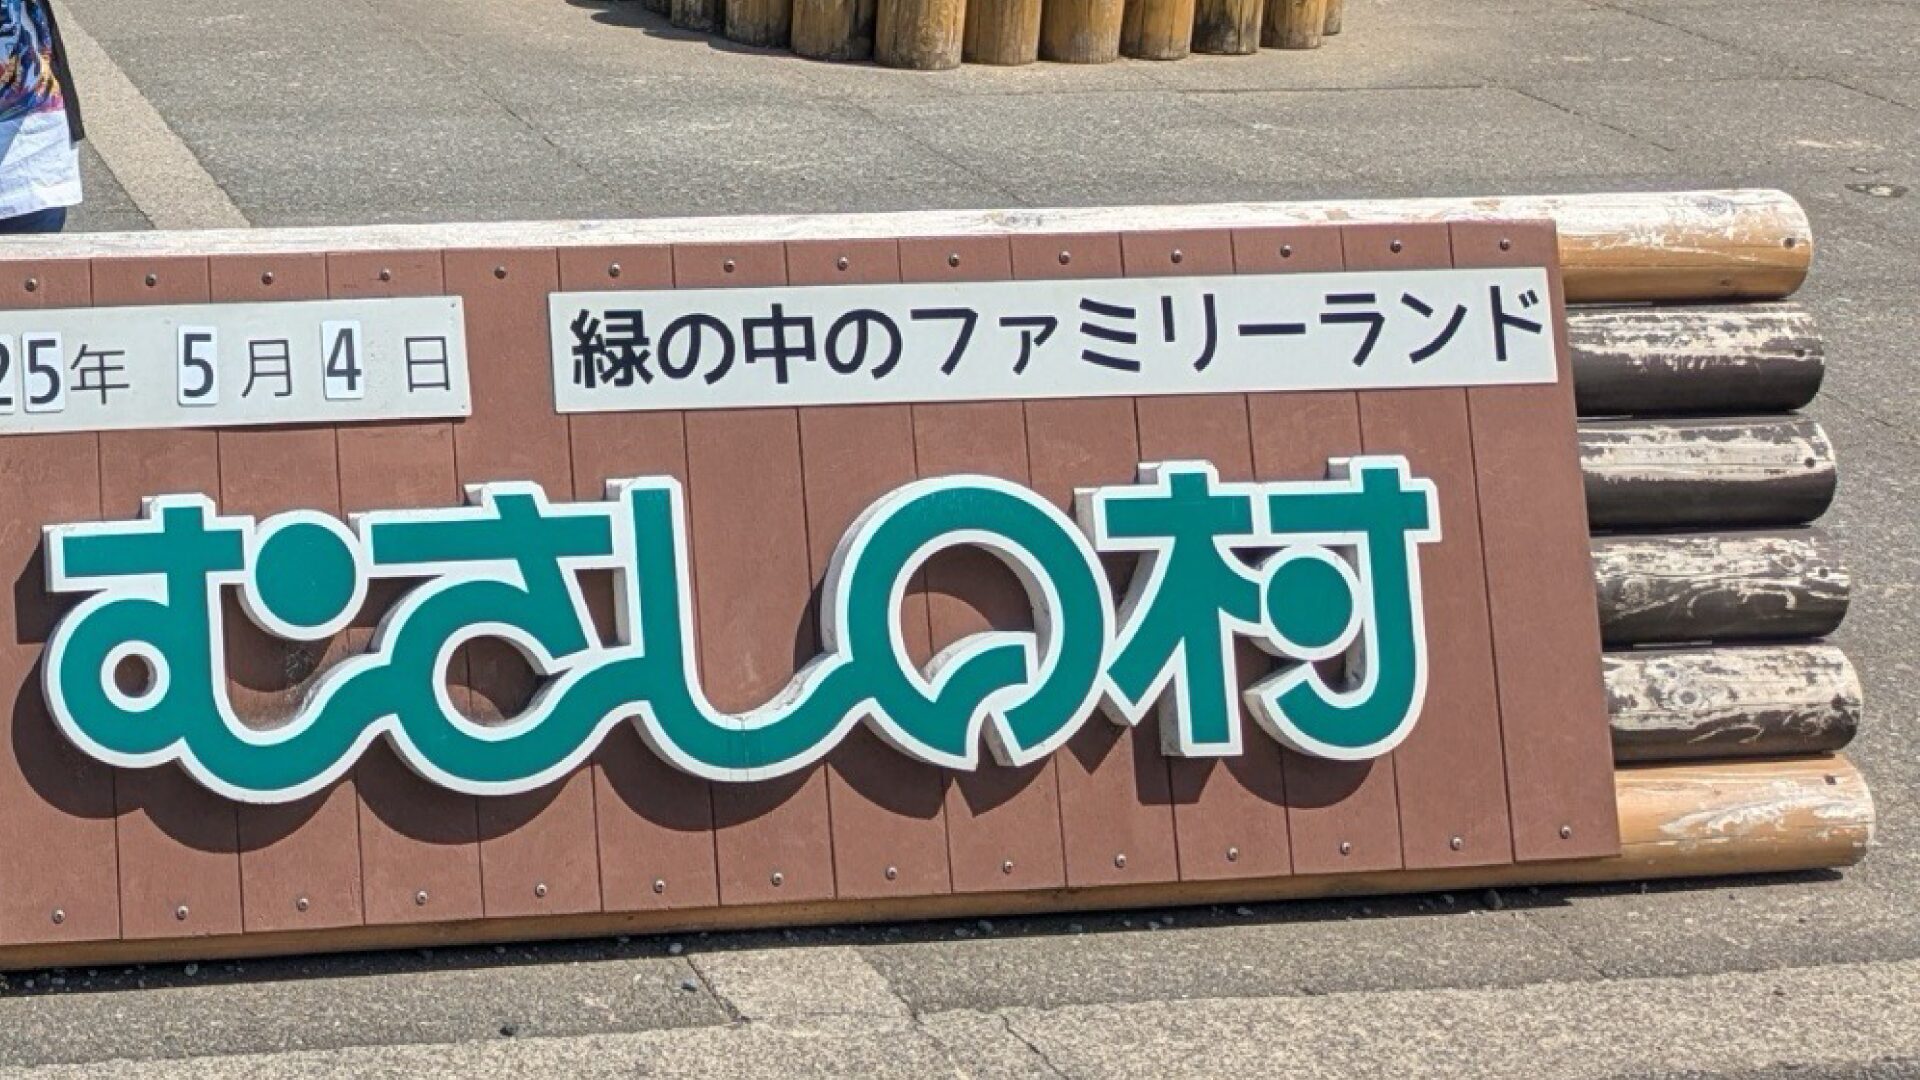 25年 5月4日
緑の中のファミリーランド
むさしの村